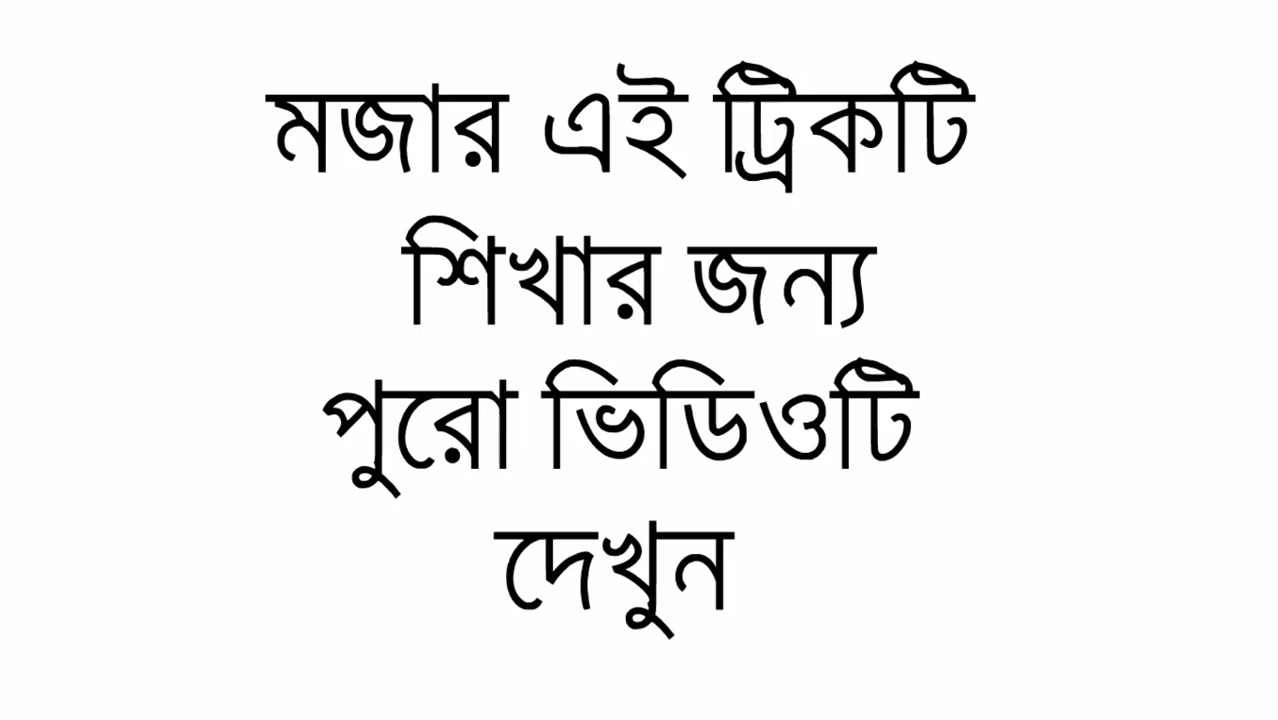 মজার এই ট্রিকটি
শিখার জন্য
পুরো ভিডিওটি
দেখুন